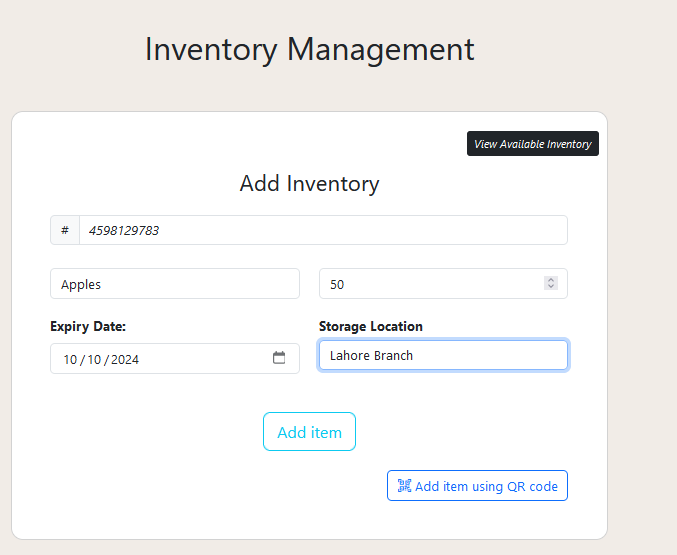 Inventory Management
View Available Inventory
Add Inventory
# 4598129783
Apples 50
Expiry Date: Storage Location
10 / 10 / 2024 Lahore Branch
Add item
Add item using QR code